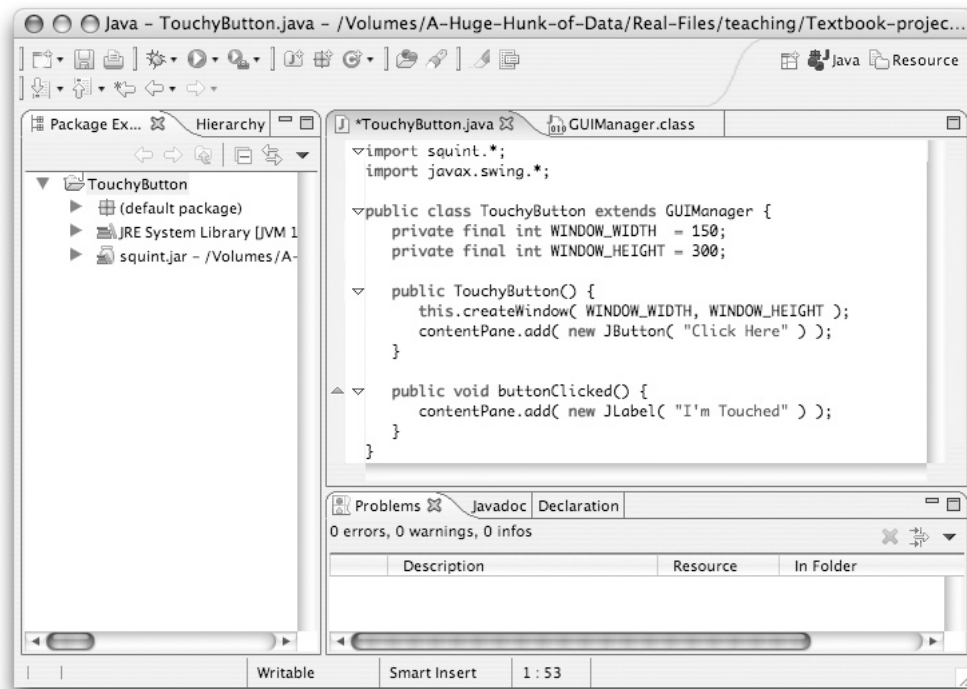 Java - TouchyButton.java - /Volumes/A-Huge-Hunk-of-Data/Real-Files/teaching/Textbook-projec...
Java Resource
Package Ex... Hierarchy
TouchyButton
(default package)
JRE System Library [JVM 1
squint.jar - /Volumes/A-
*TouchyButton.java GUIManager.class
import squint.*;
import javax.swing.*;
public class TouchyButton extends GUIManager {
private final int WINDOW_WIDTH = 150;
private final int WINDOW_HEIGHT = 300;
public TouchyButton() {
this.createWindow( WINDOW_WIDTH, WINDOW_HEIGHT );
contentPane.add( new JButton( "Click Here" ) );
}
public void buttonClicked() {
contentPane.add( new JLabel( "I'm Touched" ) );
}
}
Problems Javadoc Declaration
0 errors, 0 warnings, 0 infos
Description Resource In Folder
Writable Smart Insert 1 : 53